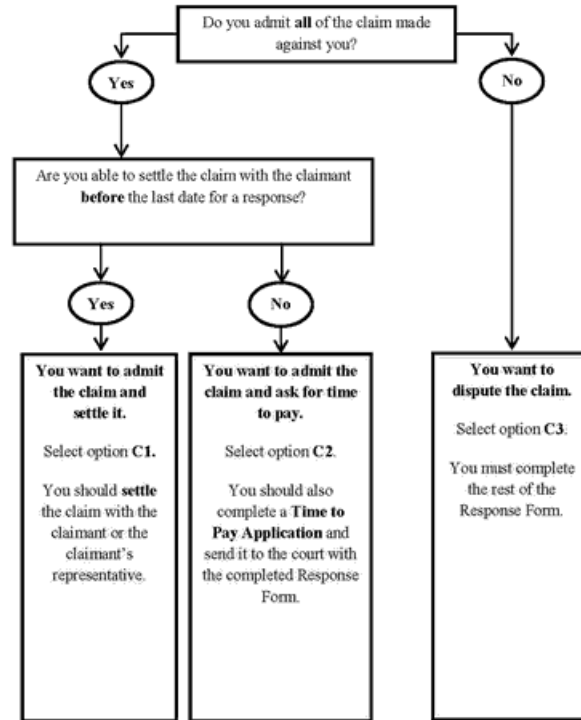 Do you admit all of the claim made
against you?
Yes
No
Are you able to settle the claim with the claimant
before the last date for a response?
Yes
No
You want to admit
the claim and
settle it.
Select option C1.
You should settle
the claim with the
claimant or the
claimant's
representative.
You want to admit the
claim and ask for time
to pay.
Select option C2.
You should also
complete a Time to
Pay Application and
send it to the court with
the completed Response
Form.
You want to
dispute the claim.
Select option C3.
You must complete
the rest of the
Response Form.